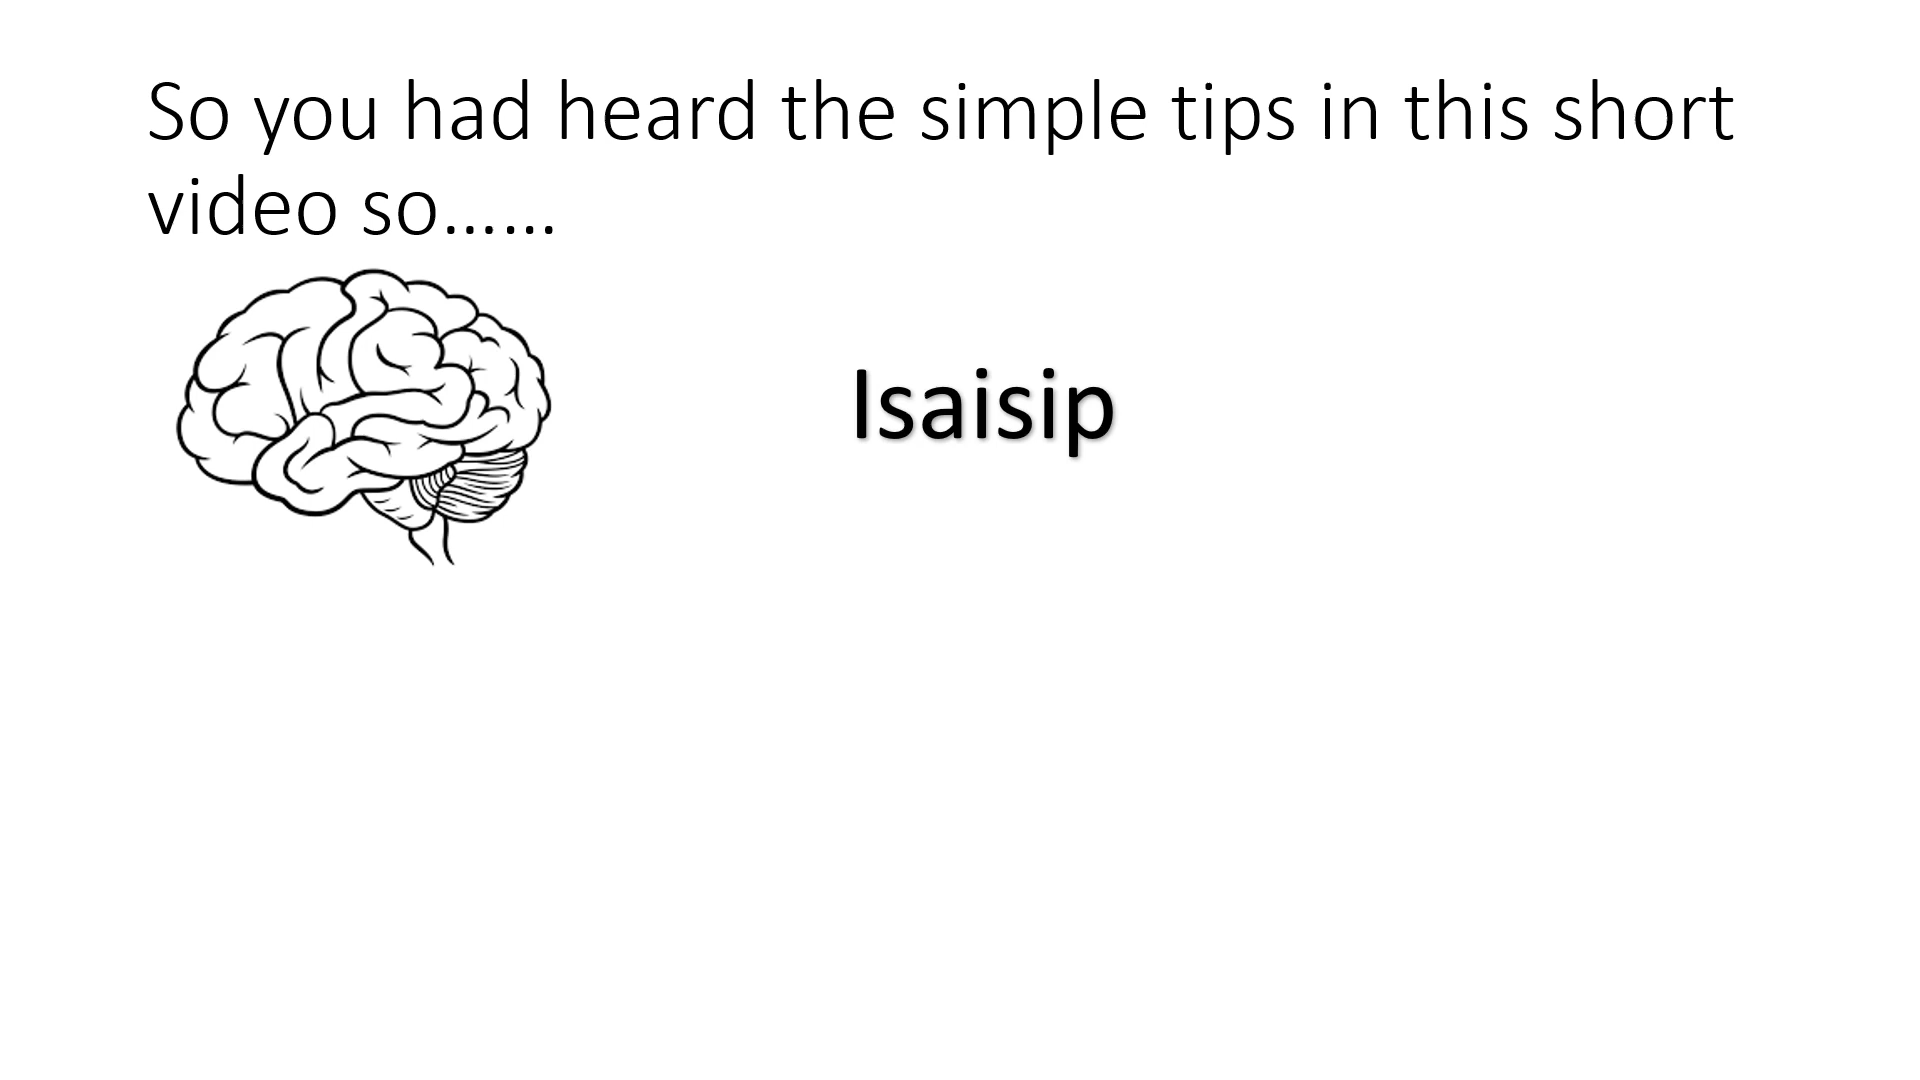 So you had heard the simple tips in this short
video so……
Isaisip